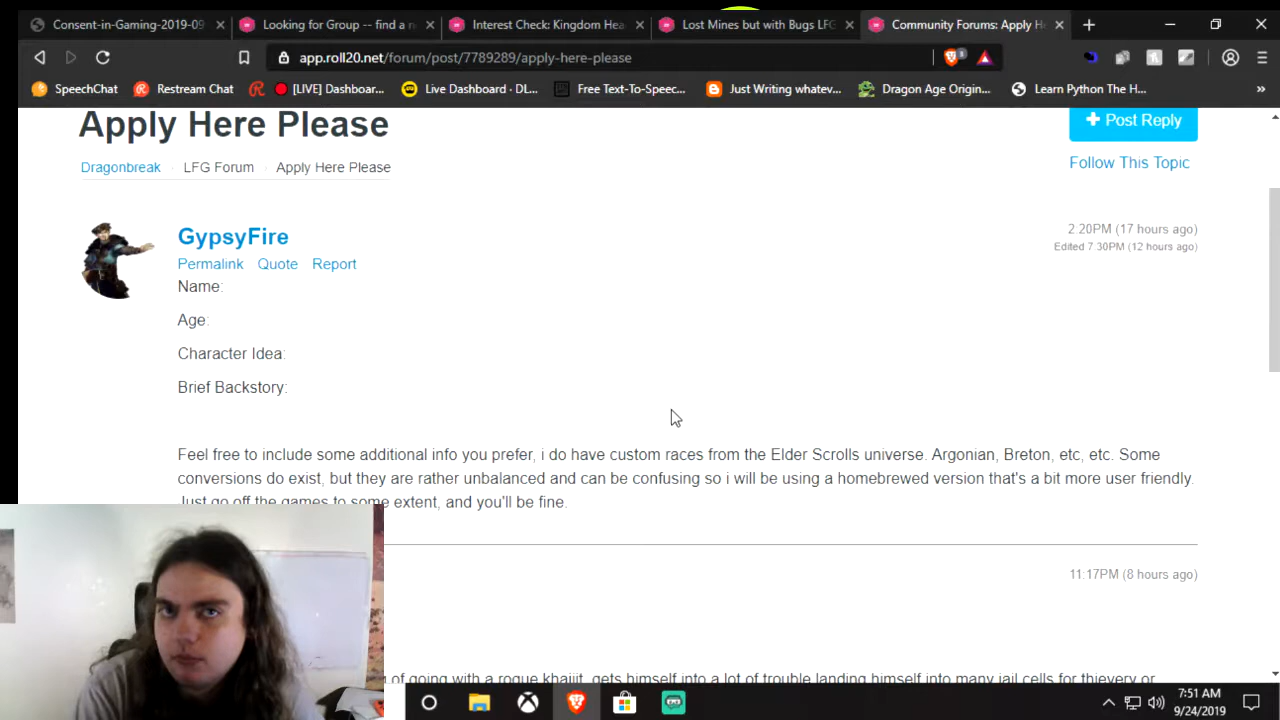 Consent-in-Gaming-2019-09
Looking for Group -- find a n
Interest Check: Kingdom Hea
Lost Mines but with Bugs LFG
Community Forums: Apply H
app.roll20.net/forum/post/7789289/apply-here-please
SpeechChat
Restream Chat
[LIVE] Dashboar...
Live Dashboard · DL...
Free Text-To-Speec...
Just Writing whatev...
Dragon Age Origin...
Learn Python The H...
»
Apply Here Please
+ Post Reply
Dragonbreak · LFG Forum · Apply Here Please
Follow This Topic
GypsyFire
2:20PM (17 hours ago)
Edited 7:30PM (12 hours ago)
Permalink Quote Report
Name:
Age:
Character Idea:
Brief Backstory:
Feel free to include some additional info you prefer, i do have custom races from the Elder Scrolls universe. Argonian, Breton, etc, etc. Some
conversions do exist, but they are rather unbalanced and can be confusing so i will be using a homebrewed version that's a bit more user friendly.
Just go off the games to some extent, and you'll be fine.
11:17PM (8 hours ago)
of going with a rogue khajiit, gets himself into a lot of trouble landing himself into many jail cells for thievery or
7:51 AM
9/24/2019